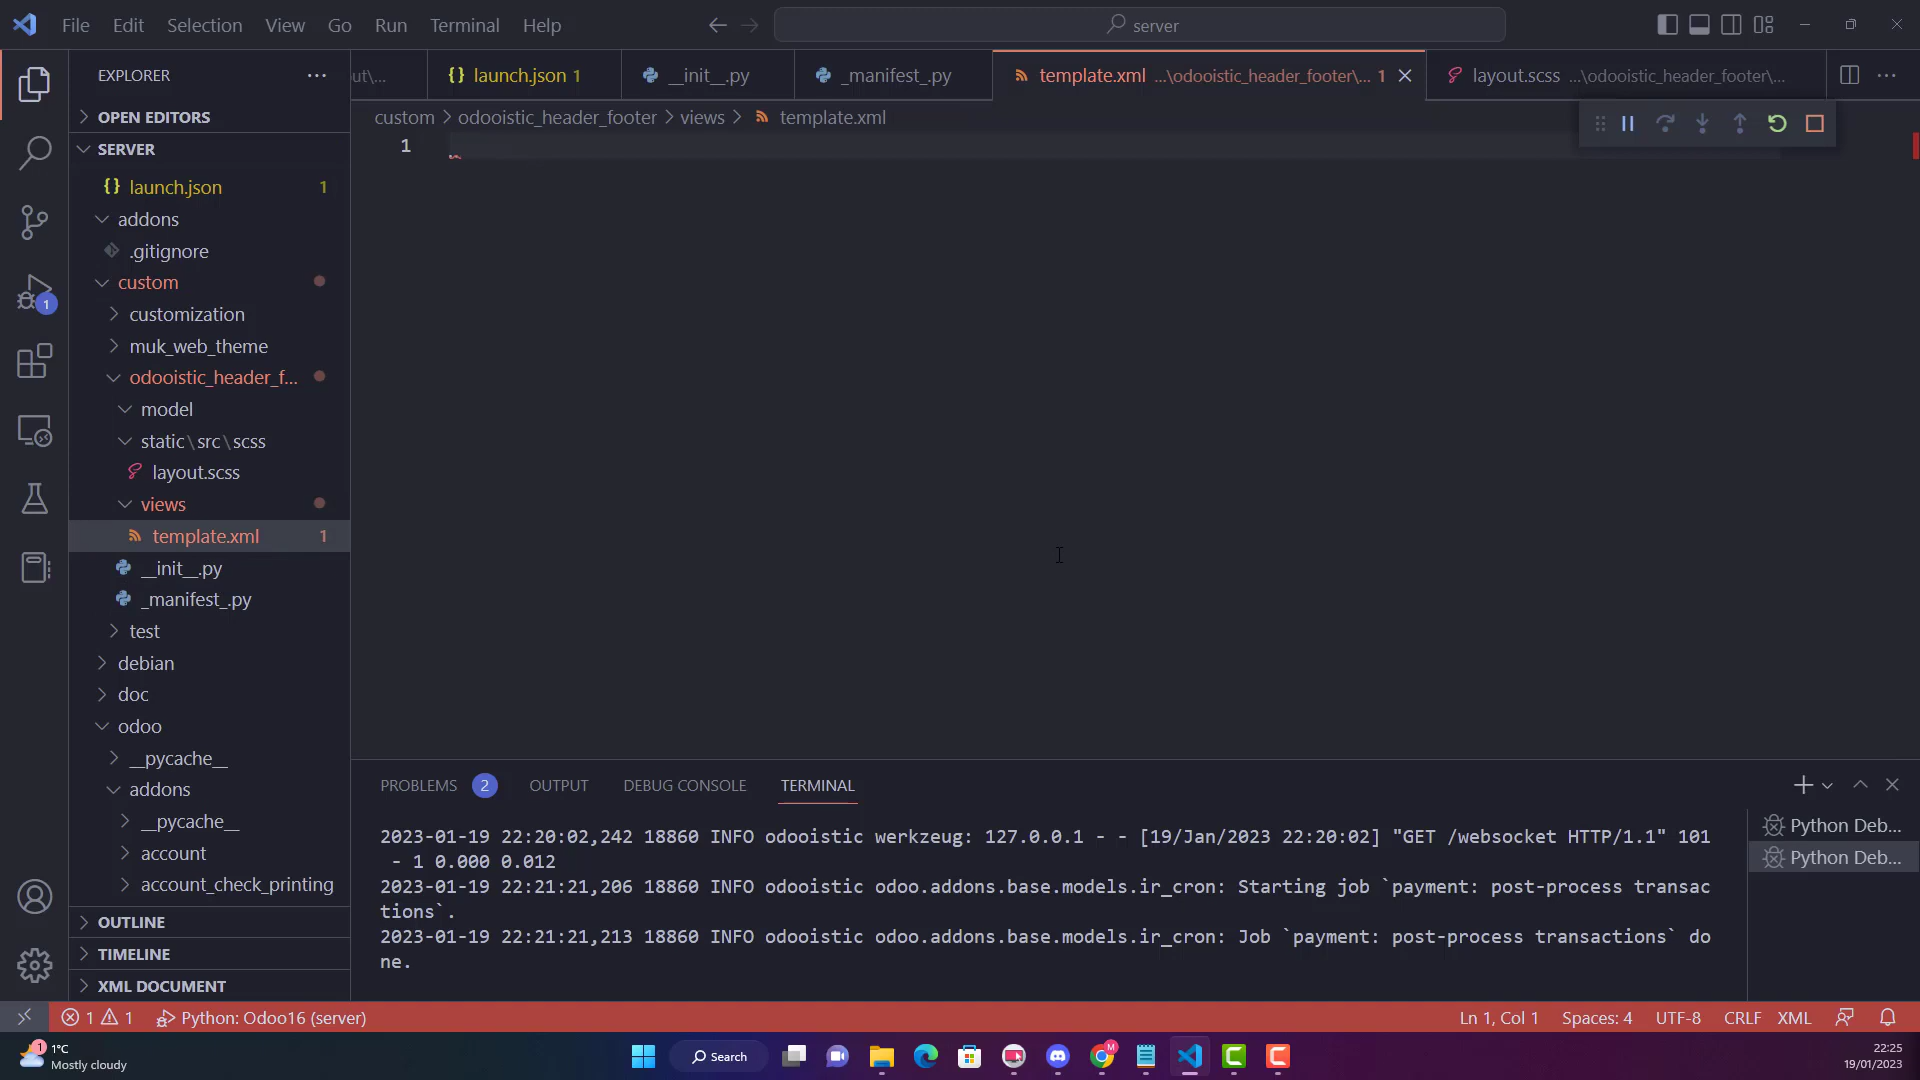 File Edit Selection View Go Run Terminal Help
server
EXPLORER
out\...
launch.json 1
__init__.py
_manifest_.py
template.xml ...\odooistic_header_footer\... 1
layout.scss ...\odooistic_header_footer\...
custom > odooistic_header_footer > views > template.xml
1
OPEN EDITORS
SERVER
launch.json 1
addons
.gitignore
custom
customization
muk_web_theme
odooistic_header_f...
model
static\src\scss
layout.scss
views
template.xml 1
__init__.py
_manifest_.py
test
debian
doc
odoo
__pycache__
addons
__pycache__
account
account_check_printing
OUTLINE
TIMELINE
XML DOCUMENT
1
PROBLEMS 2 OUTPUT DEBUG CONSOLE TERMINAL
2023-01-19 22:20:02,242 18860 INFO odooistic werkzeug: 127.0.0.1 - - [19/Jan/2023 22:20:02] "GET /websocket HTTP/1.1" 101
- 1 0.000 0.012
2023-01-19 22:21:21,206 18860 INFO odooistic odoo.addons.base.models.ir_cron: Starting job `payment: post-process transac
tions`.
2023-01-19 22:21:21,213 18860 INFO odooistic odoo.addons.base.models.ir_cron: Job `payment: post-process transactions` do
ne.
Python Deb...
Python Deb...
1 1 Python: Odoo16 (server)
Ln 1, Col 1 Spaces: 4 UTF-8 CRLF XML
1
1°C
Mostly cloudy
Search
M
22:25
19/01/2023